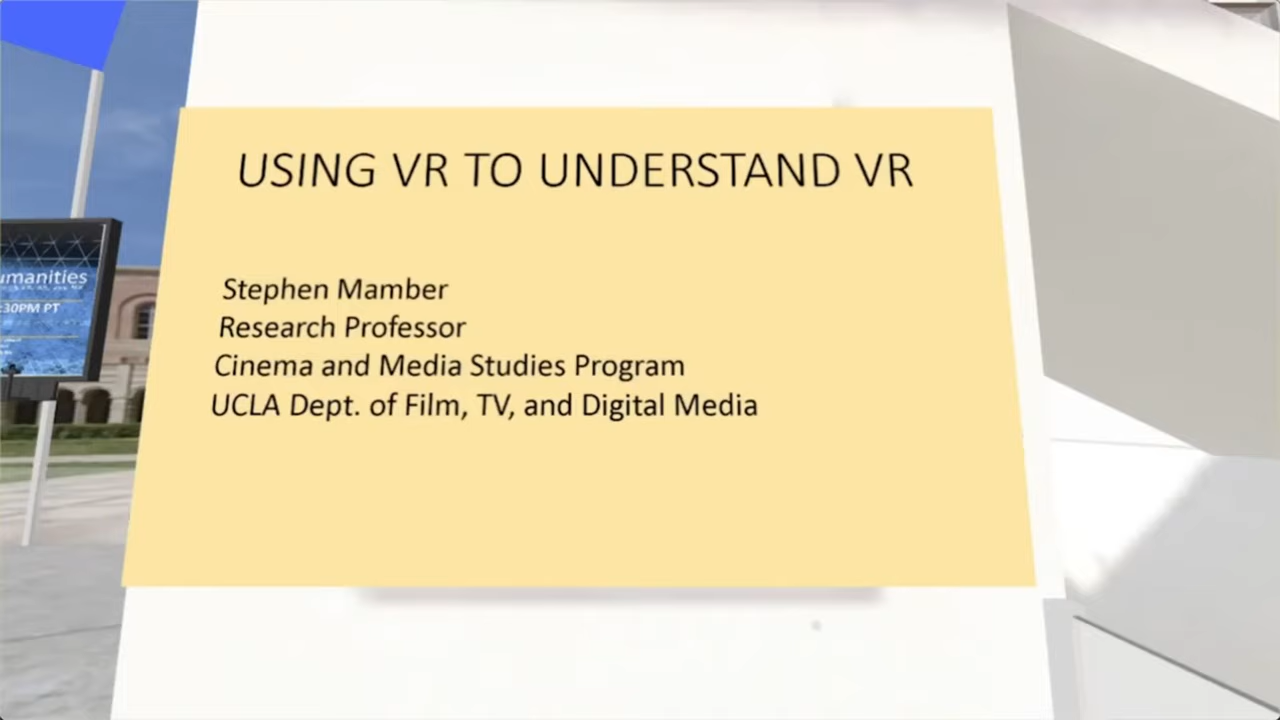 USING VR TO UNDERSTAND VR
Stephen Mamber
Research Professor
Cinema and Media Studies Program
UCLA Dept. of Film, TV, and Digital Media
umanities
:30PM PT